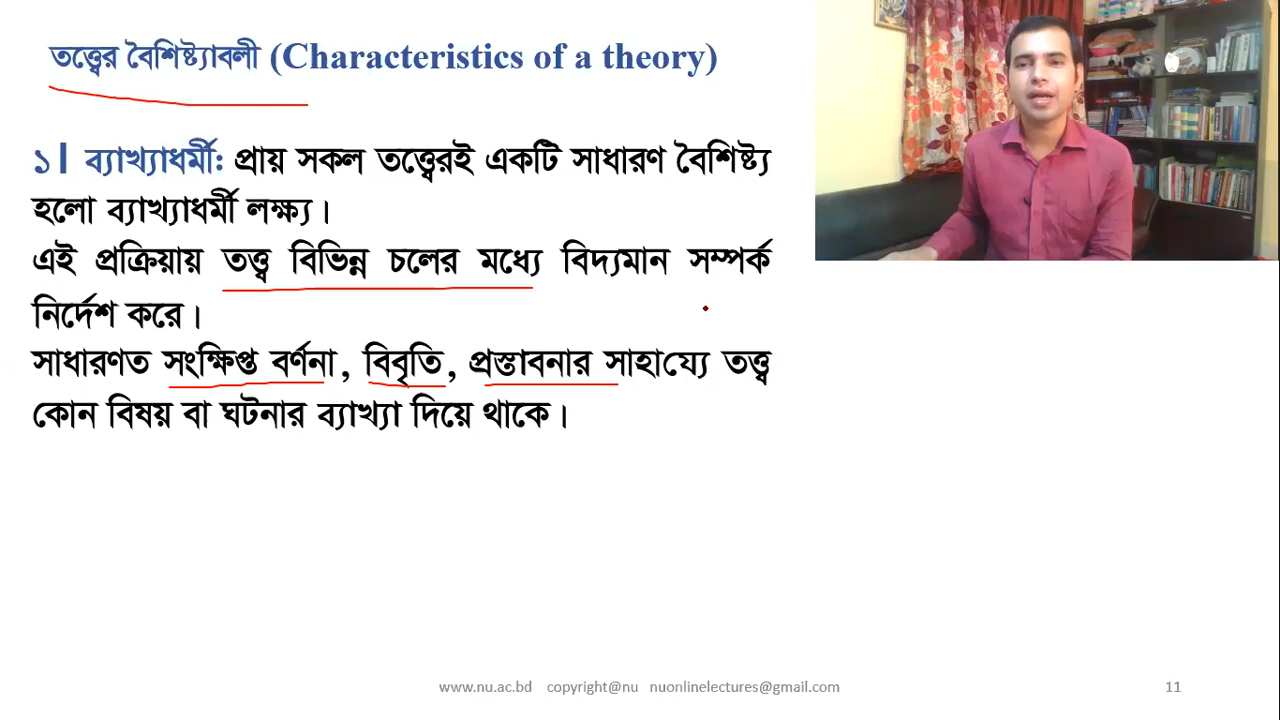 তত্ত্বের বৈশিষ্ট্যাবলী (Characteristics of a theory)
১। ব্যাখ্যাধর্মী: প্রায় সকল তত্ত্বেরই একটি সাধারণ বৈশিষ্ট্য
হলো ব্যাখ্যাধর্মী লক্ষ্য।
এই প্রক্রিয়ায় তত্ত্ব বিভিন্ন চলের মধ্যে বিদ্যমান সম্পর্ক
নির্দেশ করে।
সাধারণত সংক্ষিপ্ত বর্ণনা, বিবৃতি, প্রস্তাবনার সাহায্যে তত্ত্ব
কোন বিষয় বা ঘটনার ব্যাখ্যা দিয়ে থাকে।
www.nu.ac.bd copyright@nu nuonlinelectures@gmail.com 11